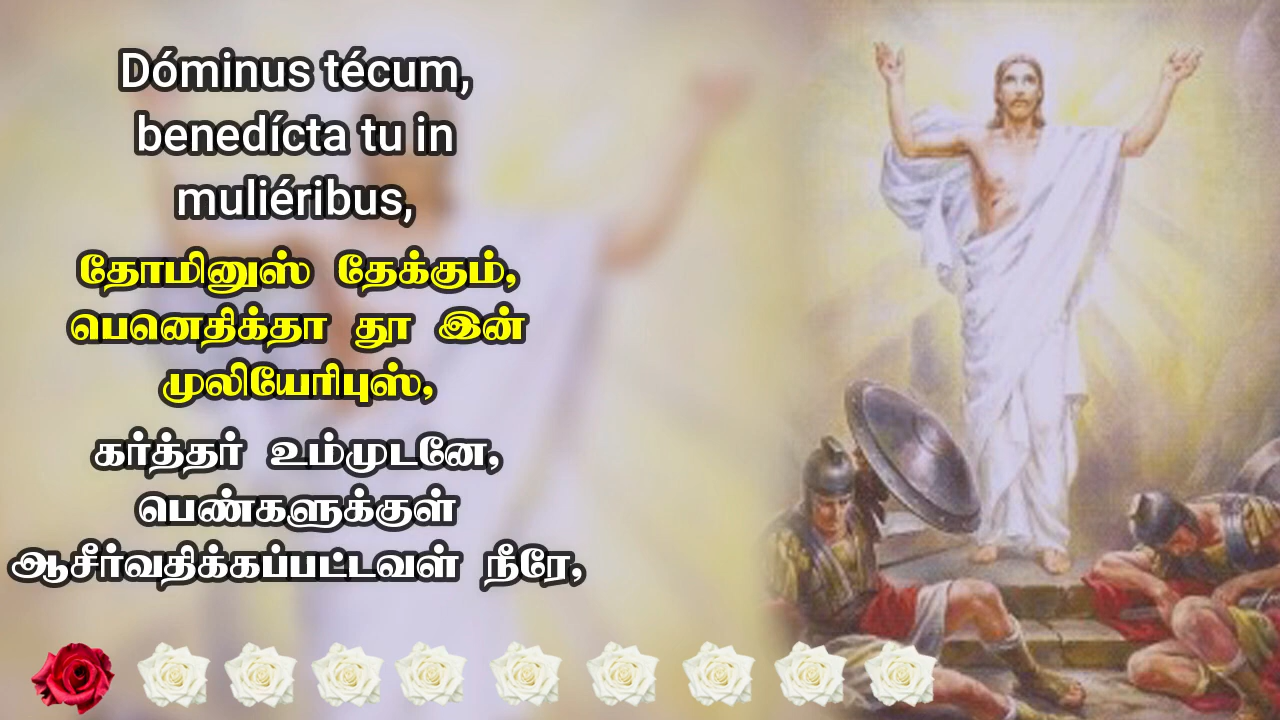 Dóminus técum,
benedícta tu in
muliéribus,
தோமினுஸ் தேக்கும்,
பெனெதிக்தா தூ இன்
முலியேரிபுஸ்,
கர்த்தர் உம்முடனே,
பெண்களுக்குள்
ஆசீர்வதிக்கப்பட்டவள் நீரே,